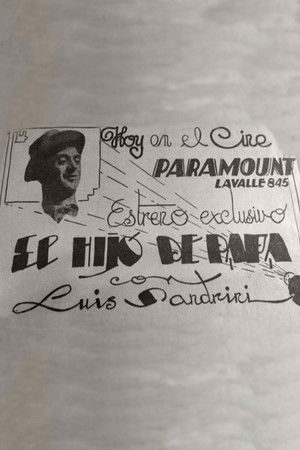 Hoy en el Cine
PARAMOUNT
LAVALLE 845
Estreno exclusivo
EL HIJO DE PAPA
con
Luis Sandrini